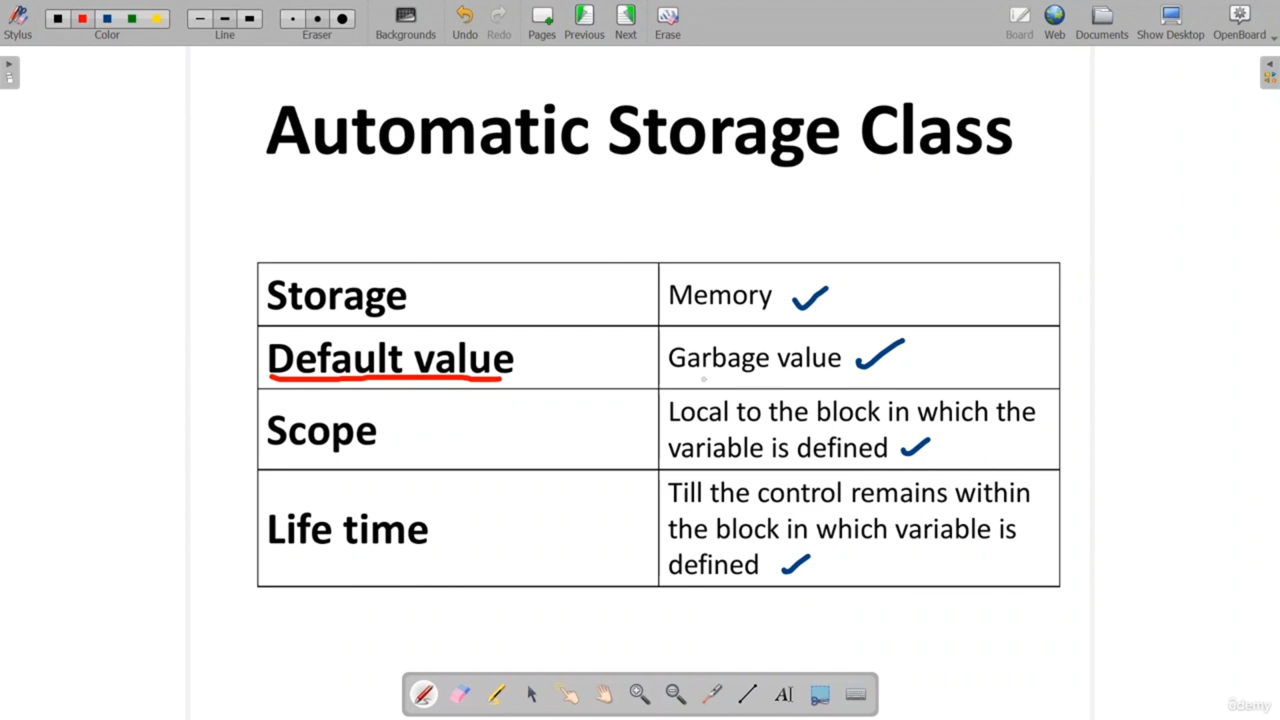 Stylus
Color
Line
Eraser
Backgrounds
Undo
Redo
Pages
Previous
Next
Erase
Board
Web
Documents
Show Desktop
OpenBoard
Automatic Storage Class
Storage
Memory
Default value
Garbage value
Scope
Local to the block in which the
variable is defined
Life time
Till the control remains within
the block in which variable is
defined
AI
ûdemy